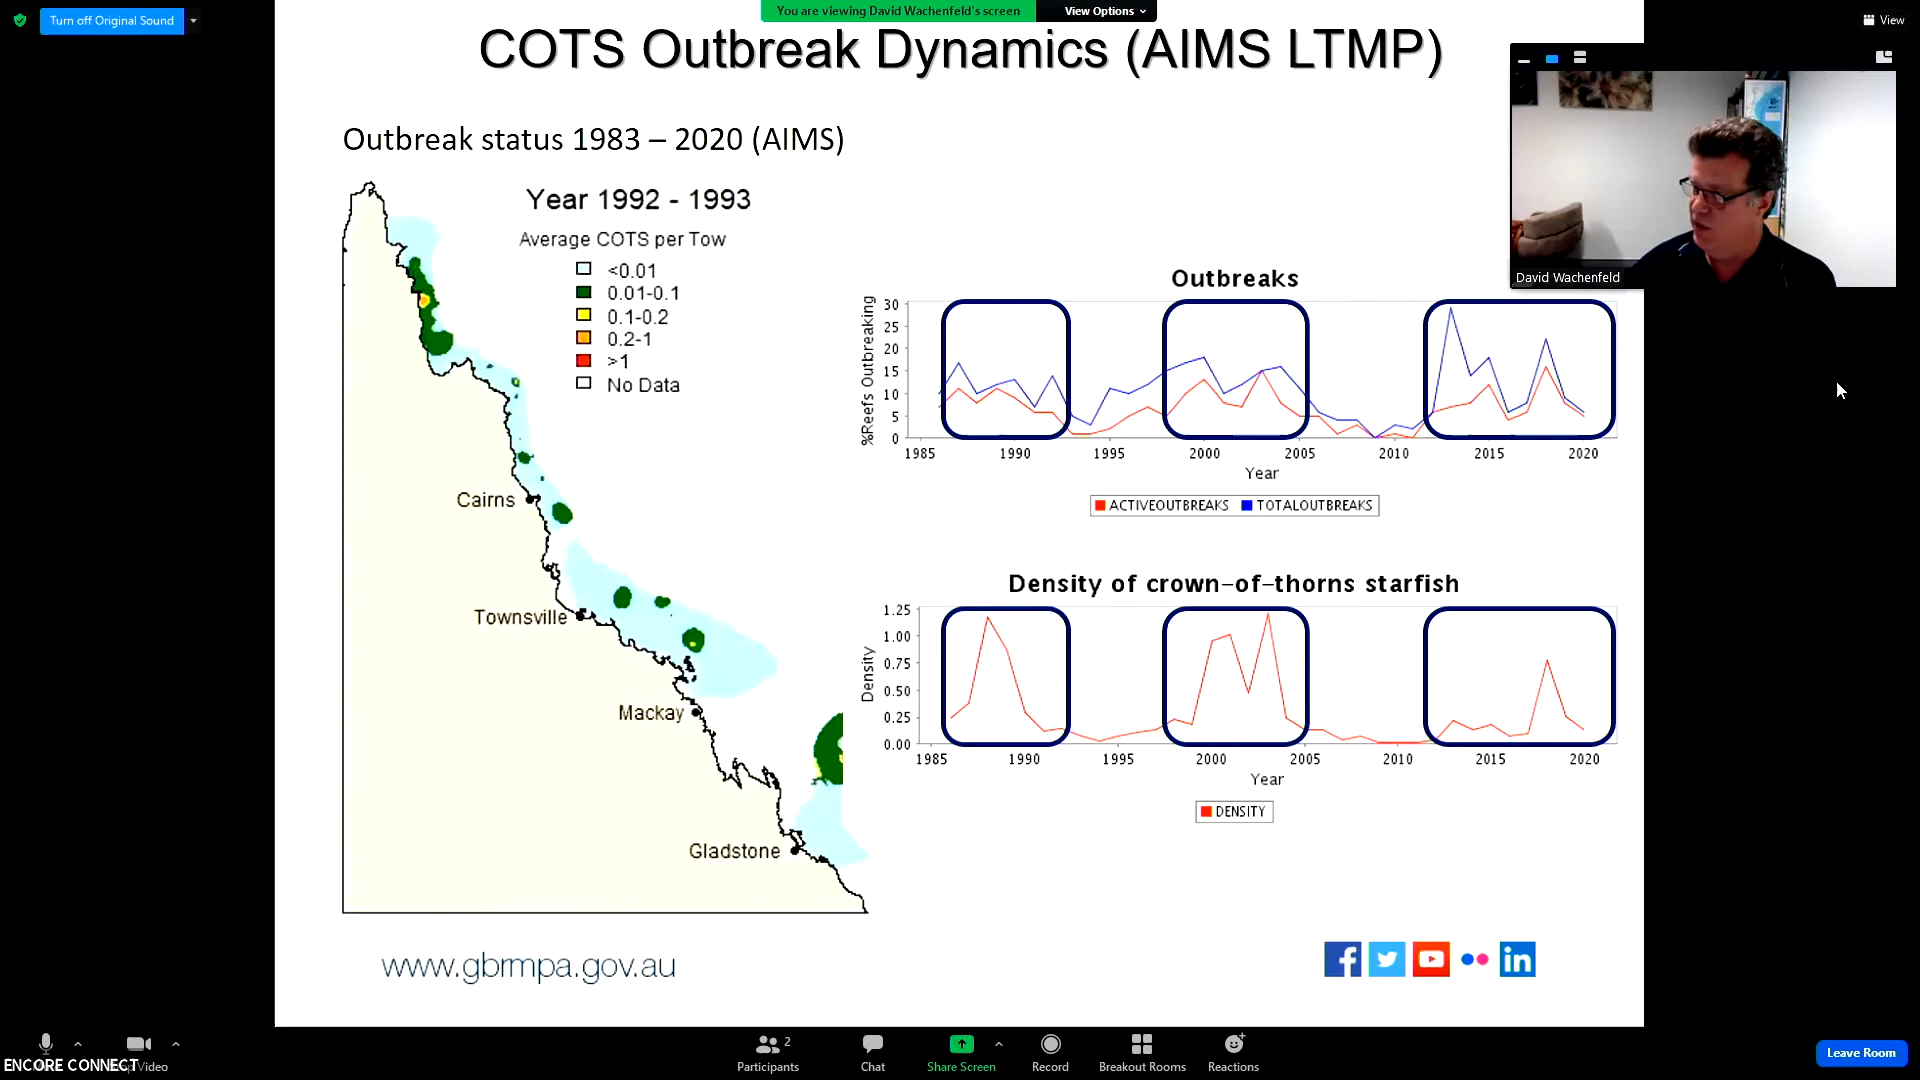 Turn off Original Sound
You are viewing David Wachenfeld's screen
View Options
View
COTS Outbreak Dynamics (AIMS LTMP)
Outbreak status 1983 – 2020 (AIMS)
Year 1992 - 1993
Average COTS per Tow
<0.01
0.01-0.1
0.1-0.2
0.2-1
>1
No Data
Cairns
Townsville
Mackay
Gladstone
David Wachenfeld
Outbreaks
%Reefs Outbreaking
30
25
20
15
10
5
0
1985 1990 1995 2000 2005 2010 2015 2020
Year
ACTIVEOUTBREAKS TOTALOUTBREAKS
Density of crown-of-thorns starfish
Density
1.25
1.00
0.75
0.50
0.25
0.00
1985 1990 1995 2000 2005 2010 2015 2020
Year
DENSITY
www.gbrmpa.gov.au
f
in
2
ENCORE CONNECT
Video
Participants
Chat
Share Screen
Record
Breakout Rooms
Reactions
Leave Room